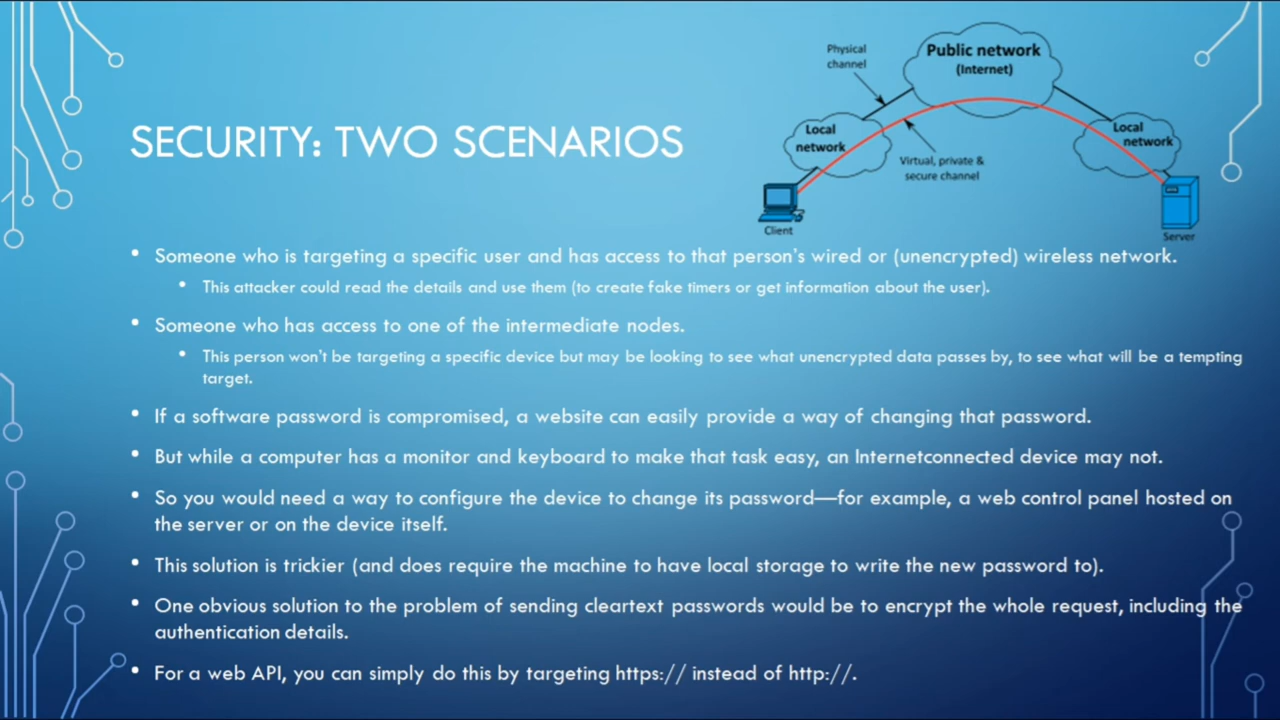 Physical
channel
Public network
(Internet)
Local
network
Local
network
Virtual, private &
secure channel
Client
Server
SECURITY: TWO SCENARIOS
• Someone who is targeting a specific user and has access to that person's wired or (unencrypted) wireless network.
• This attacker could read the details and use them (to create fake timers or get information about the user).
• Someone who has access to one of the intermediate nodes.
• This person won't be targeting a specific device but may be looking to see what unencrypted data passes by, to see what will be a tempting
target.
• If a software password is compromised, a website can easily provide a way of changing that password.
• But while a computer has a monitor and keyboard to make that task easy, an Internetconnected device may not.
• So you would need a way to configure the device to change its password—for example, a web control panel hosted on
the server or on the device itself.
• This solution is trickier (and does require the machine to have local storage to write the new password to).
• One obvious solution to the problem of sending cleartext passwords would be to encrypt the whole request, including the
authentication details.
• For a web API, you can simply do this by targeting https:// instead of http://.